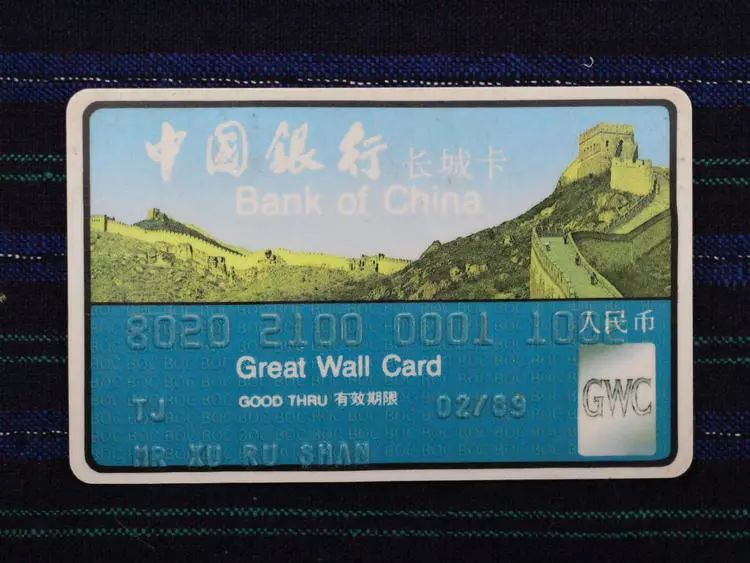 中国银行 长城卡
Bank of China
8020 2100 0001
人民币
Great Wall Card
GWC
GOOD THRU 有效期限 02/89
TJ
MR XU RU SHAN